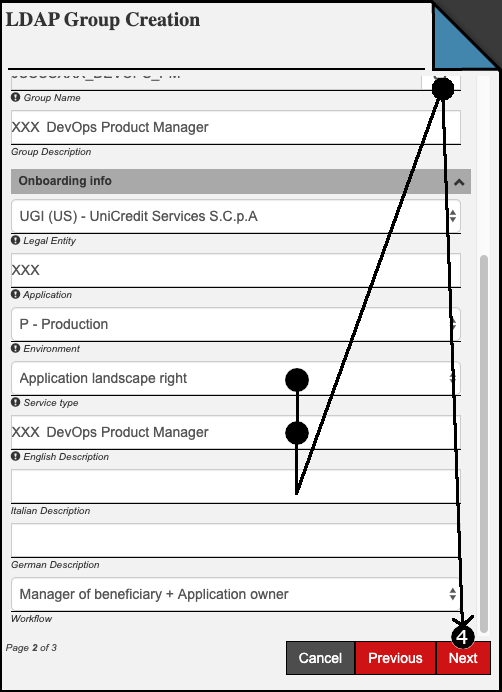 LDAP Group Creation
Group Name
XXX DevOps Product Manager
Group Description
Onboarding info
UGI (US) - UniCredit Services S.C.p.A
Legal Entity
XXX
Application
P - Production
Environment
Application landscape right
Service type
XXX DevOps Product Manager
English Description
Italian Description
German Description
Manager of beneficiary + Application owner
Workflow
4
Page 2 of 3
Cancel Previous Next